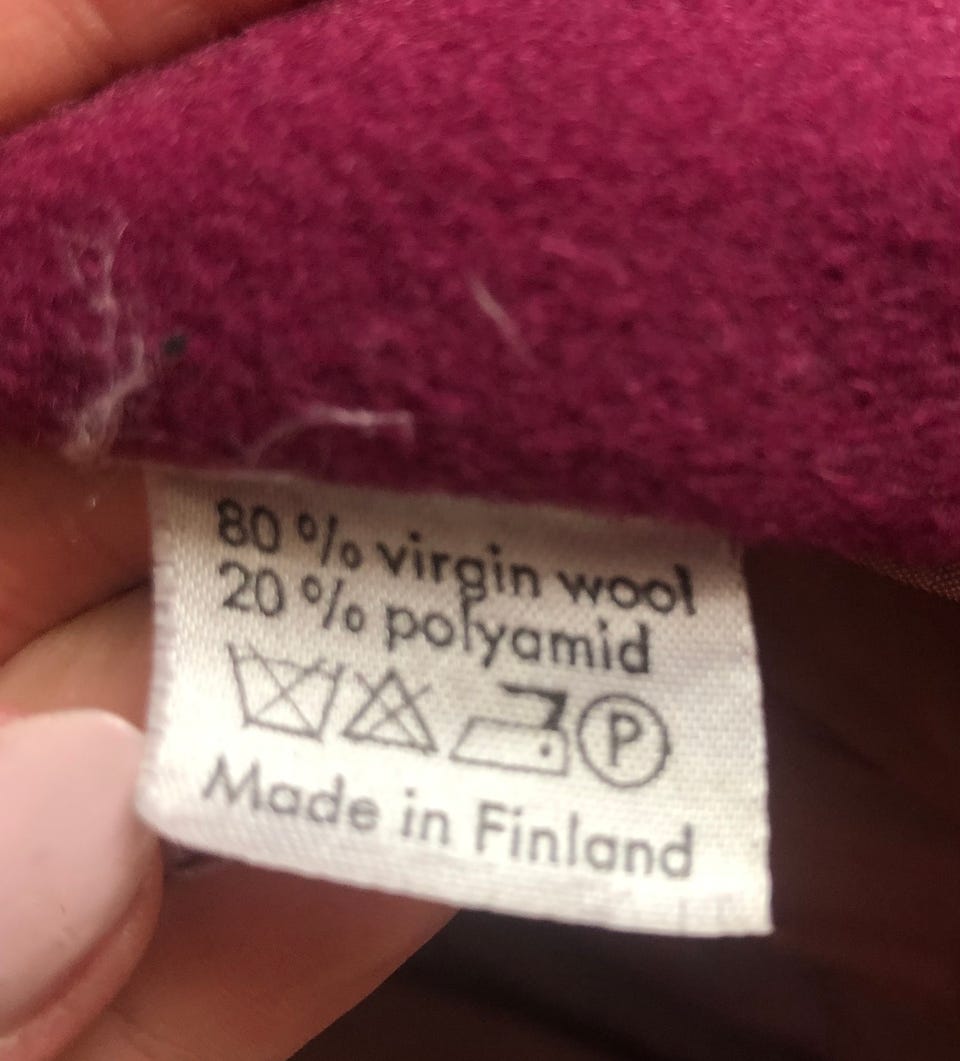 80 % virgin wool
20 % polyamid
P
Made in Finland